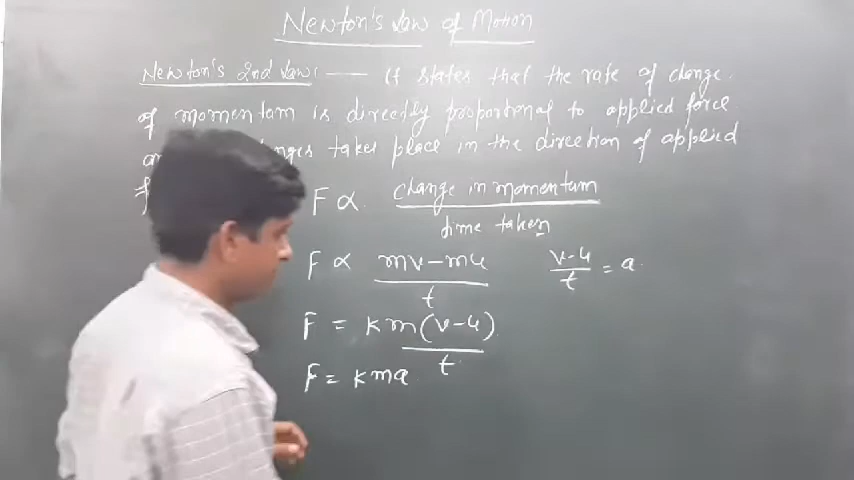 Newton's Law of Motion
Newton's 2nd Law: — It states that the rate of change
of momentum is directly proportional to applied force
takes place in the direction of applied
F ∝ change in momentum / time taken
F ∝ mv-mu / t
v-u / t = a
F = km(v-u) / t
F = kma